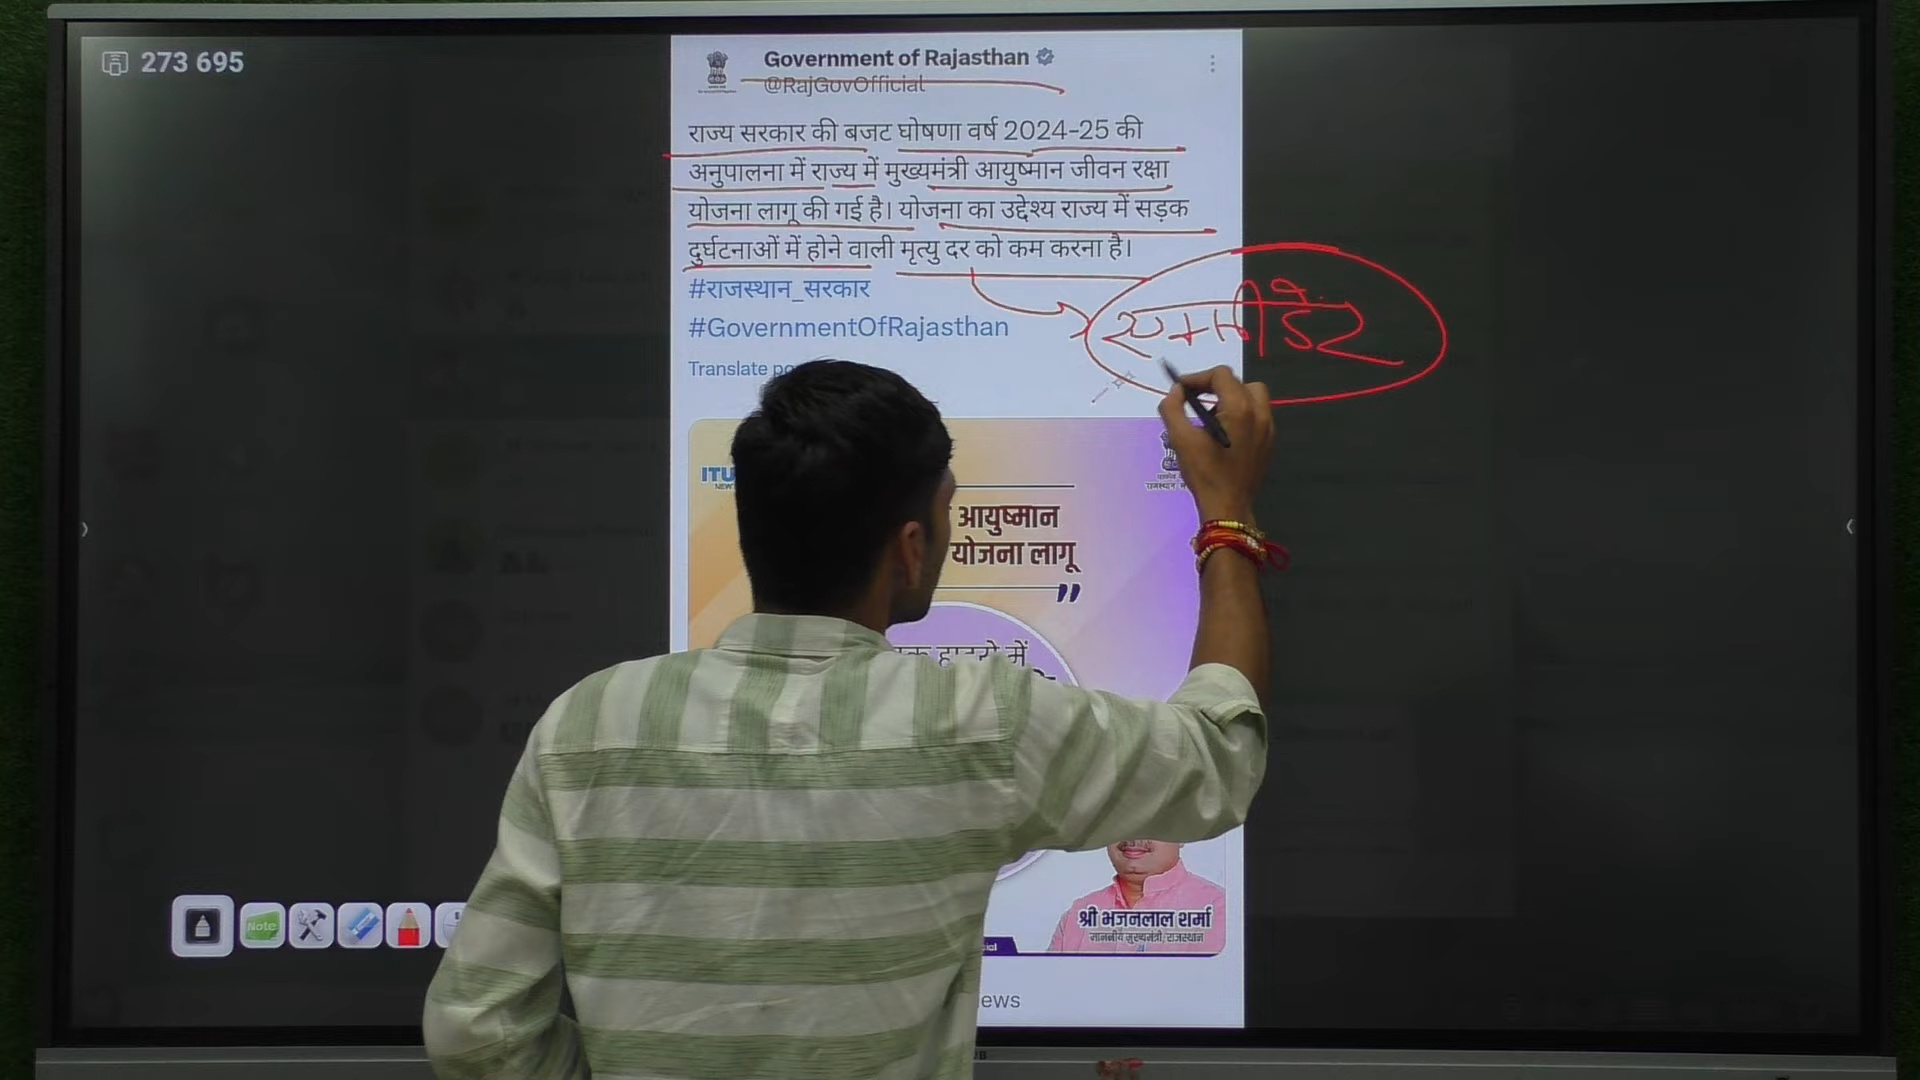 273 695
Government of Rajasthan
@RajGovOfficial
राज्य सरकार की बजट घोषणा वर्ष 2024-25 की
अनुपालना में राज्य में मुख्यमंत्री आयुष्मान जीवन रक्षा
योजना लागू की गई है। योजना का उद्देश्य राज्य में सड़क
दुर्घटनाओं में होने वाली मृत्यु दर को कम करना है।
#राजस्थान_सरकार
#GovernmentOfRajasthan
Translate
ITU
आयुष्मान
योजना लागू
”
में
Note
श्री भजनलाल शर्मा
माननीय मुख्यमंत्री, राजस्थान